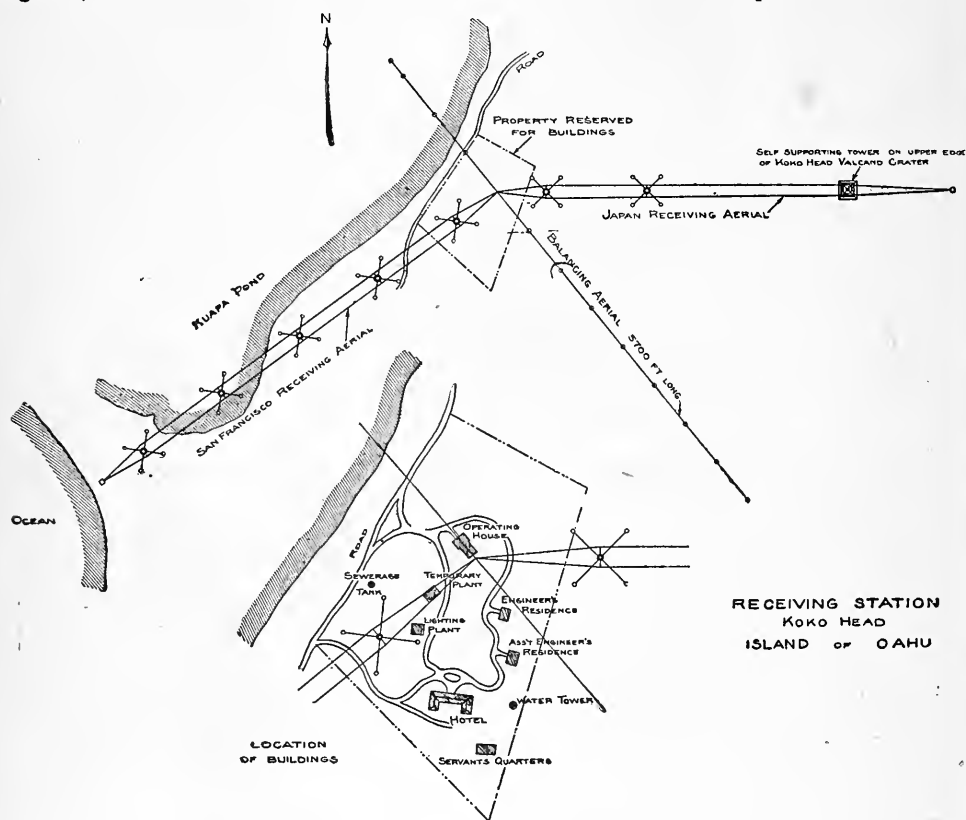 N
ROAD
PROPERTY RESERVED
FOR BUILDINGS
SELF SUPPORTING TOWER ON UPPER EDGE
OF KOKO HEAD VALCANO CRATER
JAPAN RECEIVING AERIAL
BALANCING AERIAL 5700 FT LONG
KUAPA POND
SAN FRANCISCO RECEIVING AERIAL
OCEAN
ROAD
OPERATING
HOUSE
SEWERAGE
TANK
TEMPORARY
PLANT
LIGHTING
PLANT
ENGINEER'S
RESIDENCE
ASS'T ENGINEER'S
RESIDENCE
WATER TOWER
HOTEL
SERVANTS QUARTERS
LOCATION
OF BUILDINGS
RECEIVING STATION
KOKO HEAD
ISLAND OF OAHU